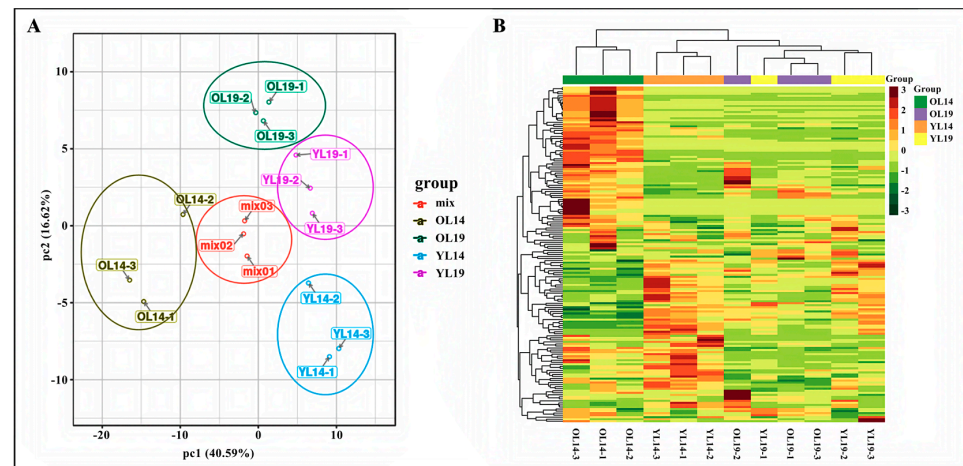 A
10
5
0
-5
-10
pc2 (16.62%)
-20
-10
0
10
pc1 (40.59%)
OL19-1
OL19-2
OL19-3
YL19-1
YL19-2
YL19-3
OL14-2
OL14-3
OL14-1
mix03
mix02
mix01
YL14-2
YL14-3
YL14-1
group
a mix
a OL14
a OL19
a YL14
a YL19
B
Group
3
2
1
0
-1
-2
-3
Group
OL14
OL19
YL14
YL19
OL14-3
OL14-1
OL14-2
YL14-3
YL14-1
YL14-2
OL19-2
YL19-1
OL19-1
OL19-3
YL19-2
YL19-3